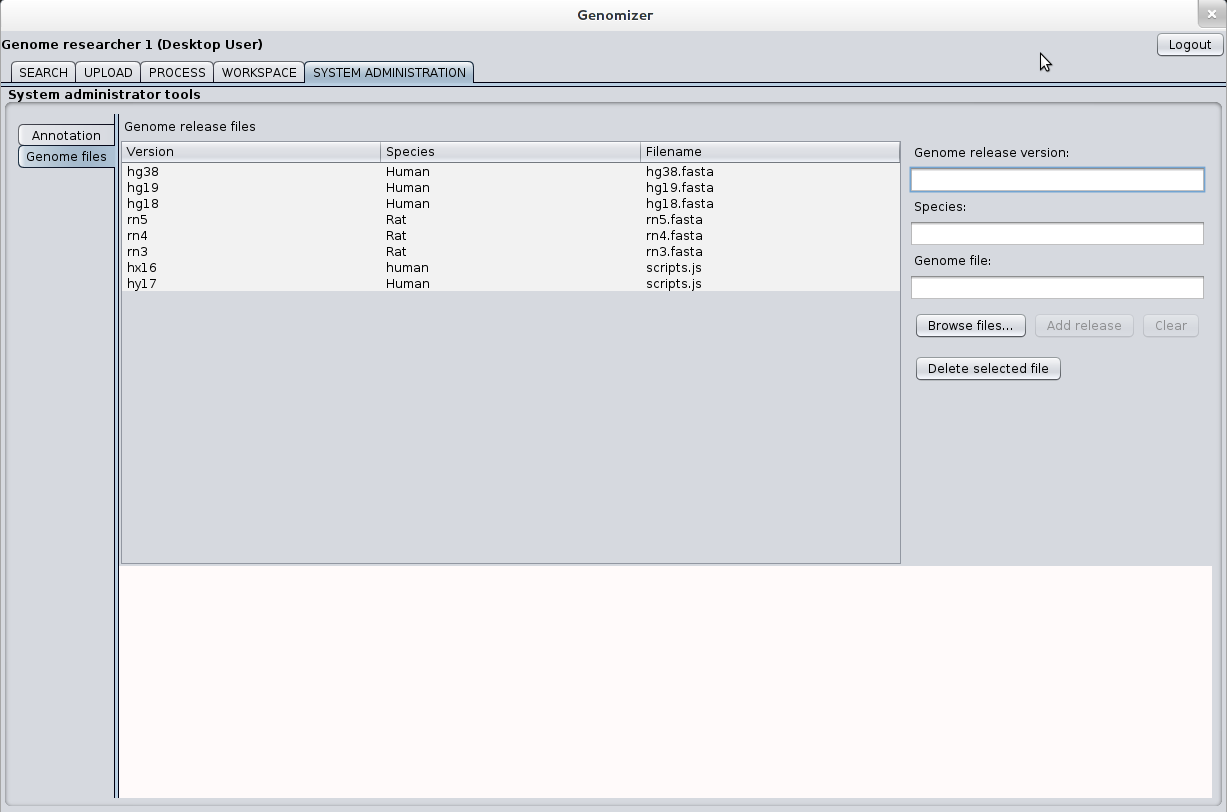 Genomizer
Genome researcher 1 (Desktop User)
Logout
SEARCH UPLOAD PROCESS WORKSPACE SYSTEM ADMINISTRATION
System administrator tools
Annotation
Genome files
Genome release files
Version Species Filename
hg38 Human hg38.fasta
hg19 Human hg19.fasta
hg18 Human hg18.fasta
rn5 Rat rn5.fasta
rn4 Rat rn4.fasta
rn3 Rat rn3.fasta
hx16 human scripts.js
hy17 Human scripts.js
Genome release version:
Species:
Genome file:
Browse files... Add release Clear
Delete selected file